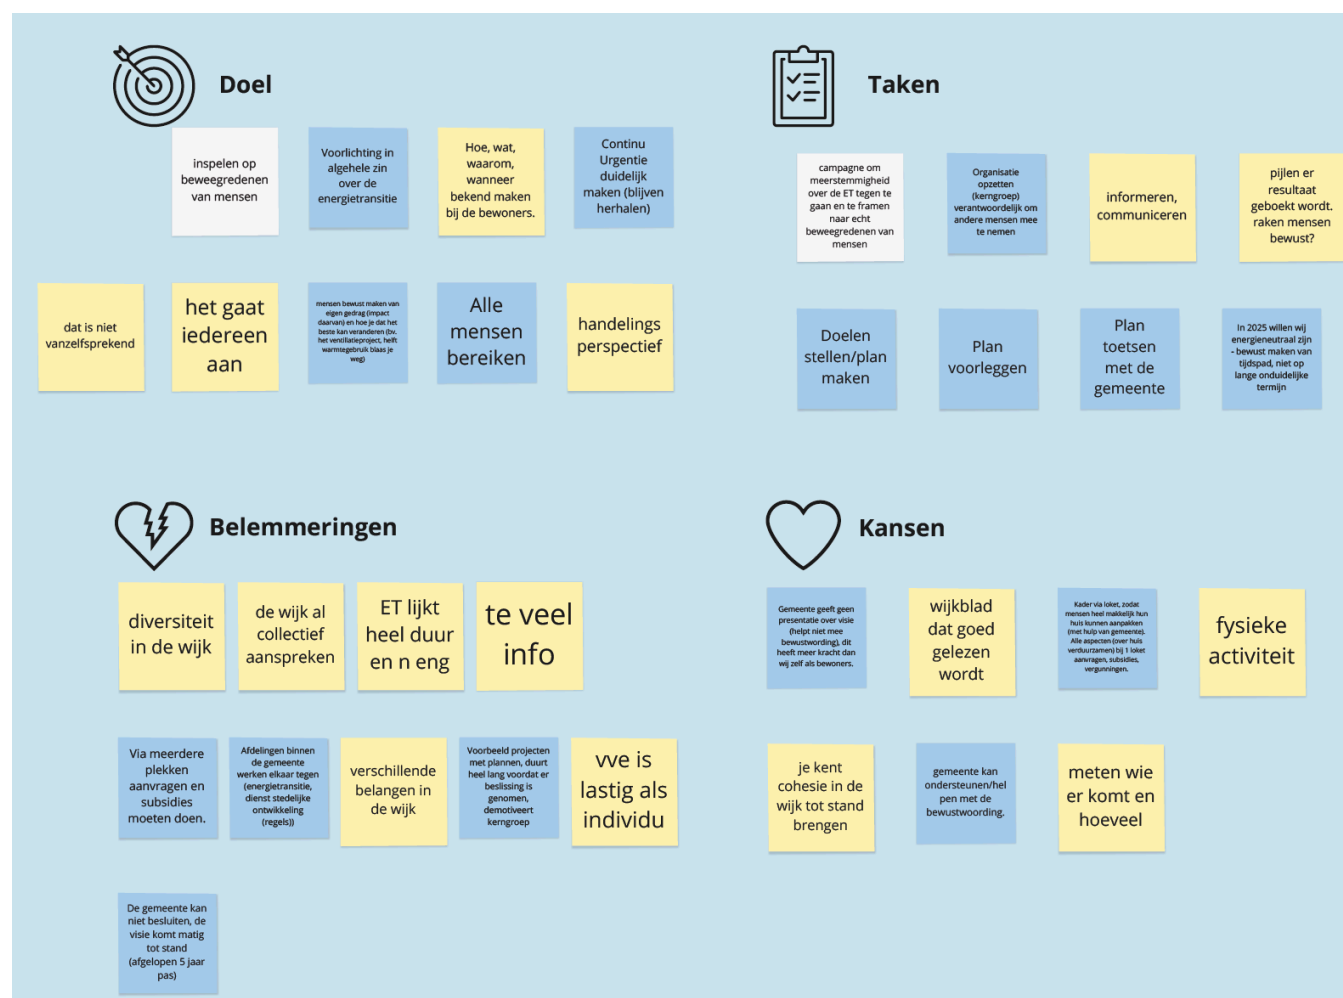 Doel
inspelen op
beweegredenen
van mensen
Voorlichting in
algehele zin
over de
energietransitie
Hoe, wat,
waarom,
wanneer
bekend maken
bij de bewoners.
Continu
Urgentie
duidelijk
maken (blijven
herhalen)
dat is niet
vanzelfsprekend
het gaat
iedereen
aan
mensen bewust maken van
eigen gedrag (impact
daarvan) en hoe je dat het
beste kan veranderen (bv.
het ventilatieproject, helft
warmtegebruik blaas je
weg)
Alle
mensen
bereiken
handelings
perspectief
Taken
campagne om
meerstemmigheid
over de ET tegen te
gaan en te framen
naar echt
beweegredenen van
mensen
Organisatie
opzetten
(kerngroep)
verantwoordelijk om
andere mensen mee
te nemen
informeren,
communiceren
pijlen er
resultaat
geboekt wordt.
raken mensen
bewust?
Doelen
stellen/plan
maken
Plan
voorleggen
Plan
toetsen
met de
gemeente
In 2025 willen wij
energieneutraal zijn
- bewust maken van
tijdspad, niet op
lange onduidelijke
termijn
Belemmeringen
diversiteit
in de wijk
de wijk al
collectief
aanspreken
ET lijkt
heel duur
en n eng
te veel
info
Via meerdere
plekken
aanvragen en
subsidies
moeten doen.
Afdelingen binnen
de gemeente
werken elkaar tegen
(energietransitie,
dienst stedelijke
ontwikkeling
(regels))
verschillende
belangen in
de wijk
Voorbeeld projecten
met plannen, duurt
heel lang voordat er
beslissing is
genomen,
demotiveert
kerngroep
vve is
lastig als
individu
De gemeente kan
niet besluiten, de
visie komt matig
tot stand
(afgelopen 5 jaar
pas)
Kansen
Gemeente geeft geen
presentatie over visie
(helpt niet mee
bewustwording), dit
heeft meer kracht dan
wij zelf als bewoners.
wijkblad
dat goed
gelezen
wordt
Kader via loket, zodat
mensen heel makkelijk hun
huis kunnen aanpakken
(met hulp van gemeente).
Alle aspecten (over huis
verduurzamen) bij 1 loket
aanvragen, subsidies,
vergunningen.
fysieke
activiteit
je kent
cohesie in de
wijk tot stand
brengen
gemeente kan
ondersteunen/hel
pen met de
bewustwoording.
meten wie
er komt en
hoeveel